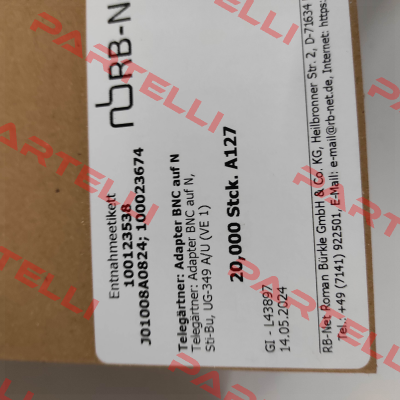 RB-N
Entnahmeetikett
100123538
J01008A0824; 100023674
Telegärtner: Adapter BNC auf N
Telegärtner: Adapter BNC auf N,
Sti-Bu, UG-349 A/U (VE 1)
20,000 Stck. A127
GI - L43897
14.05.2024
RB-Net Roman Bürkle GmbH & Co. KG, Heilbronner Str. 2, D-71634
Tel.: +49 (7141) 922501, E-Mail: e-mail@rb-net.de, Internet: https:
PARTELLI
PARTELLI
PARTELLI